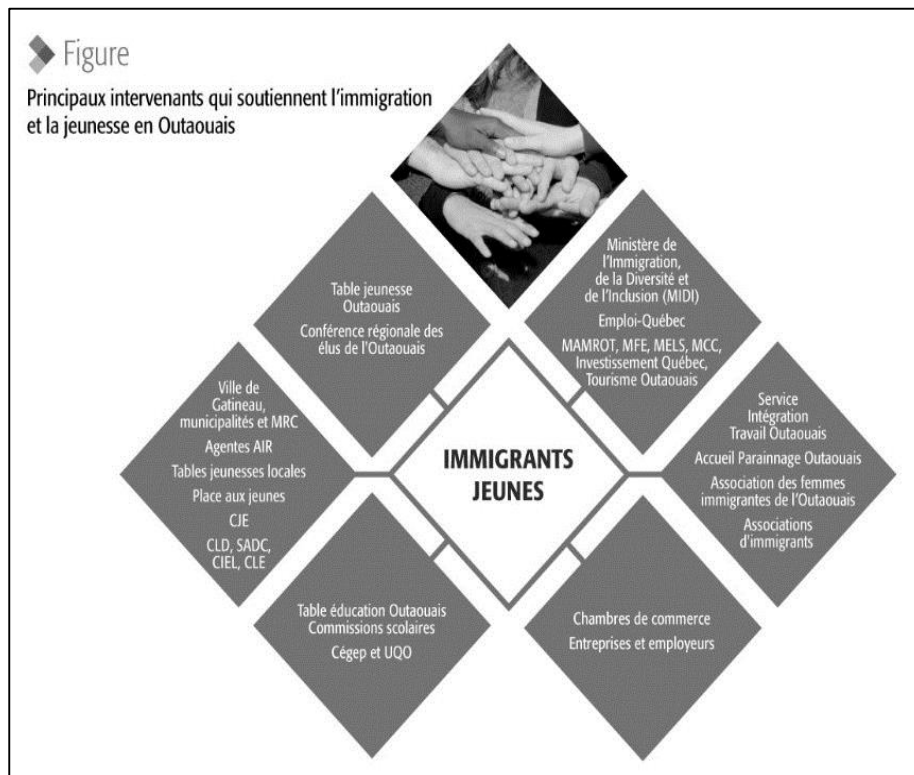 Figure
Principaux intervenants qui soutiennent l'immigration
et la jeunesse en Outaouais
Table jeunesse
Outaouais
Conférence régionale des
élus de l'Outaouais
Ministère de
l'Immigration,
de la Diversité et
de l'Inclusion (MIDI)
Emploi-Québec
MAMROT, MFE, MELS, MCC,
Investissement Québec,
Tourisme Outaouais
Ville de
Gatineau,
municipalités et MRC
Agentes AIR
Tables jeunesses locales
Place aux jeunes
CJE
CLD, SADC,
CIEL, CLE
IMMIGRANTS
JEUNES
Service
Intégration
Travail Outaouais
Accueil Parainnage Outaouais
Association des femmes
immigrantes de l'Outaouais
Associations
d'immigrants
Table éducation Outaouais
Commissions scolaires
Cégep et UQO
Chambres de commerce
Entreprises et employeurs